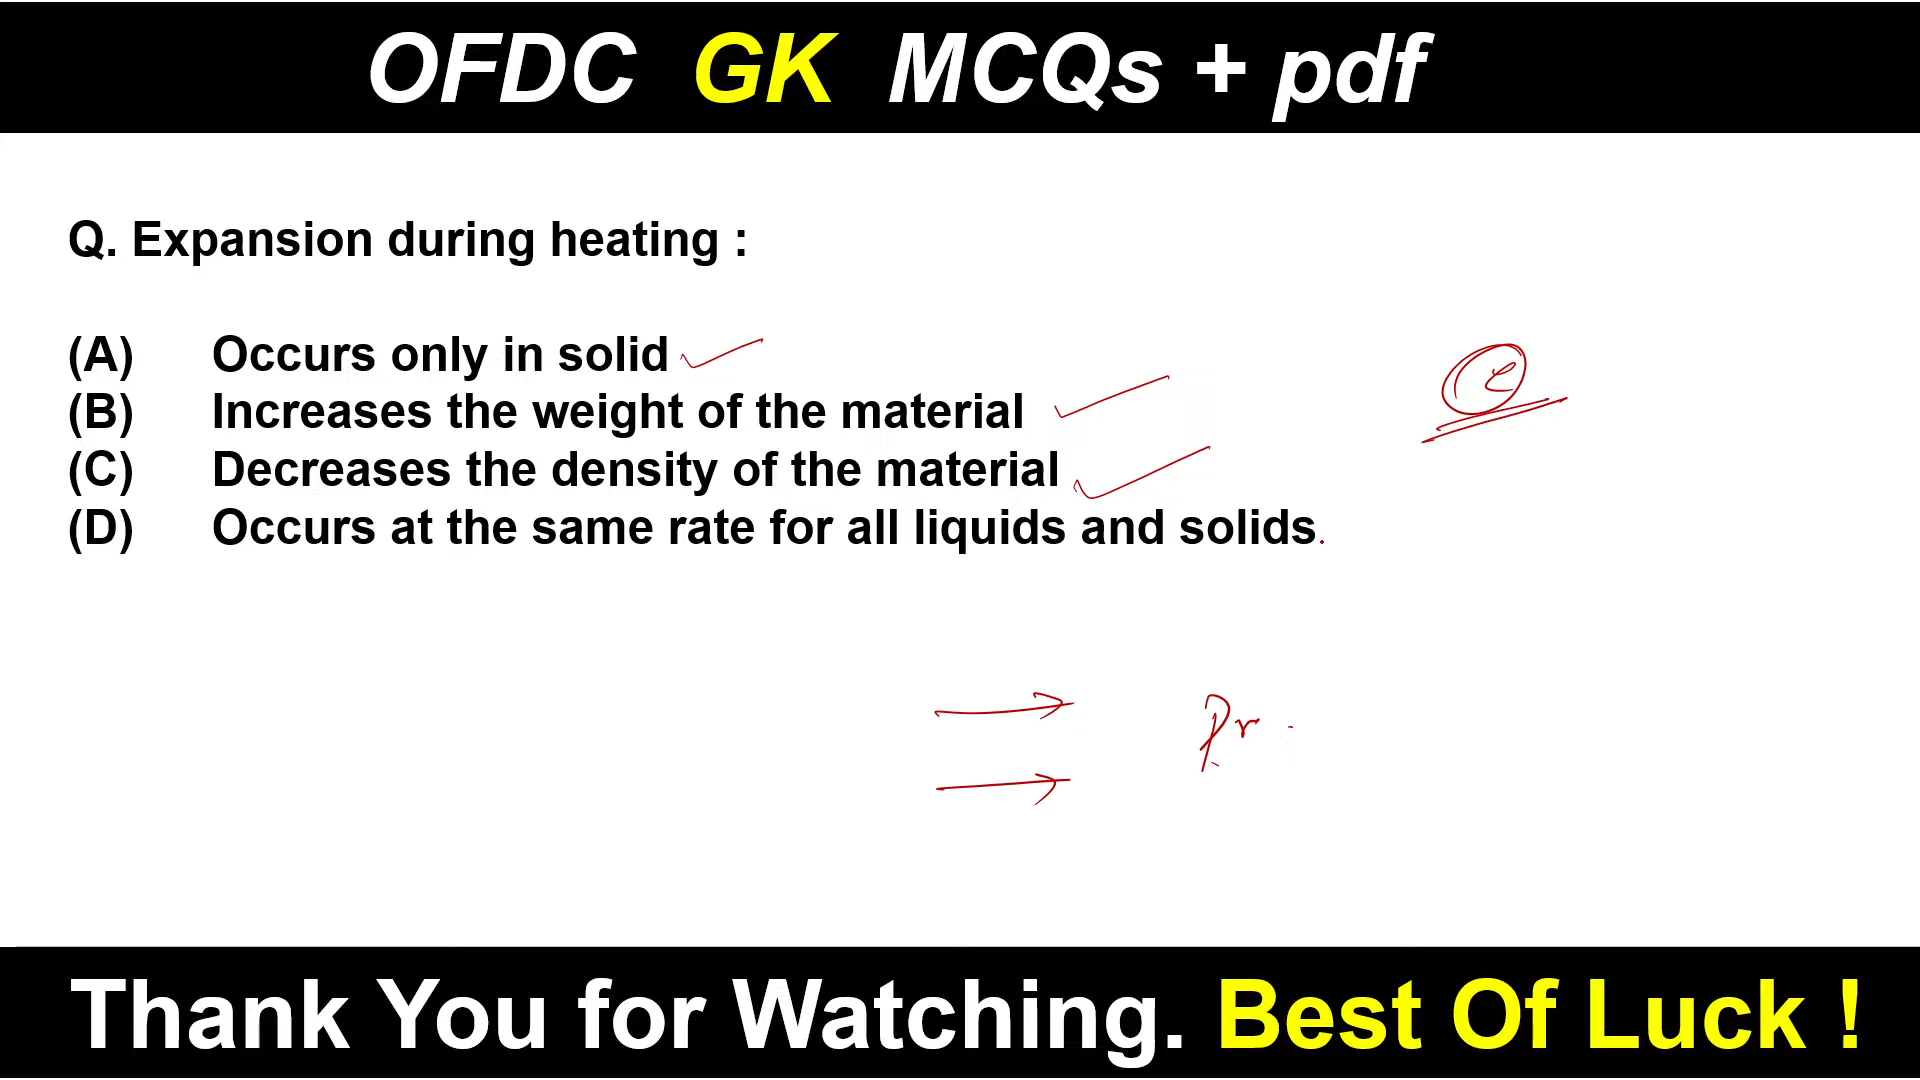 OFDC GK MCQs + pdf
Q. Expansion during heating :
(A) Occurs only in solid
(B) Increases the weight of the material
(C) Decreases the density of the material
(D) Occurs at the same rate for all liquids and solids.
Pr
Thank You for Watching. Best Of Luck !